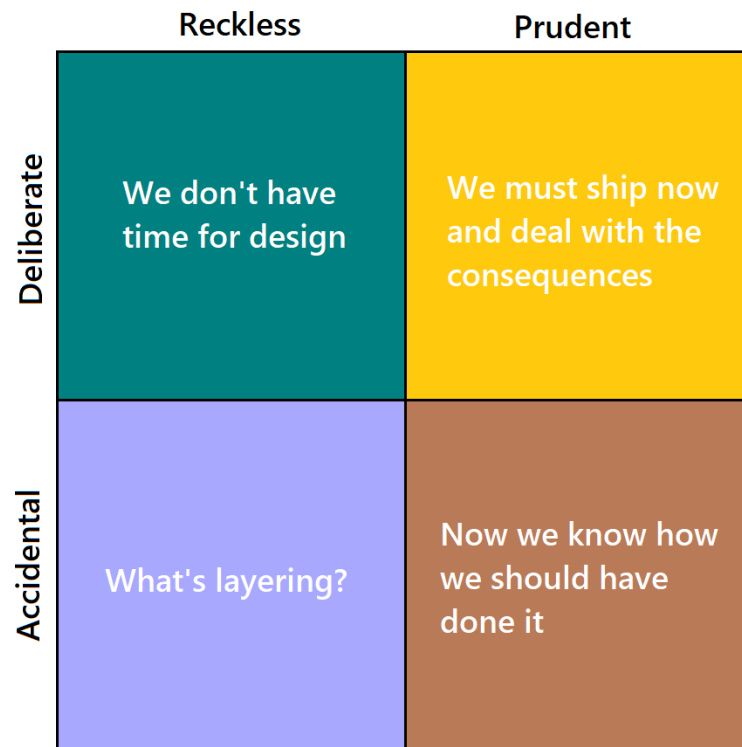 Reckless
Prudent
Deliberate
We don't have
time for design
We must ship now
and deal with the
consequences
Accidental
What's layering?
Now we know how
we should have
done it